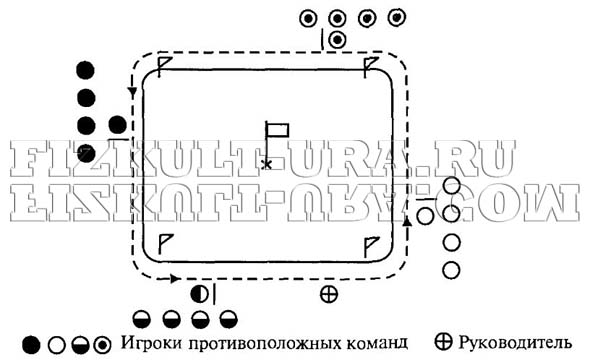 FIZKULT-URA.RU
FIZKULT-URA.COM
Игроки противоположных команд
Руководитель